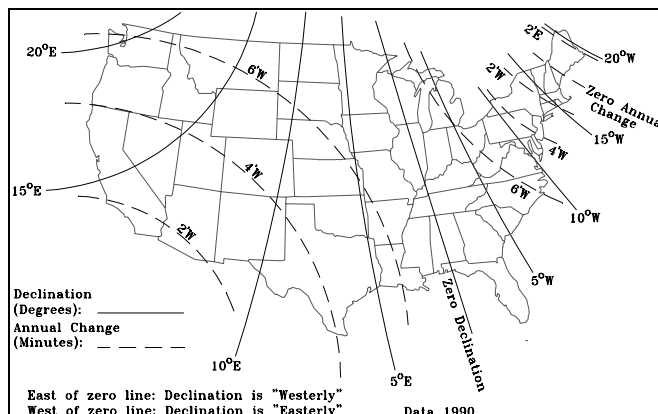 2'E
20°E
20°W
6'W
2'W
Zero Annua
Change
15°W
4'W
4'W
6'W
15°E
10°W
2'W
5°W
Declination
(Degrees):
Annual Change
(Minutes):
Zero Declination
10°E
5°E
East of zero line: Declination is "Westerly"
West of zero line: Declination is "Easterly"
Data 1990